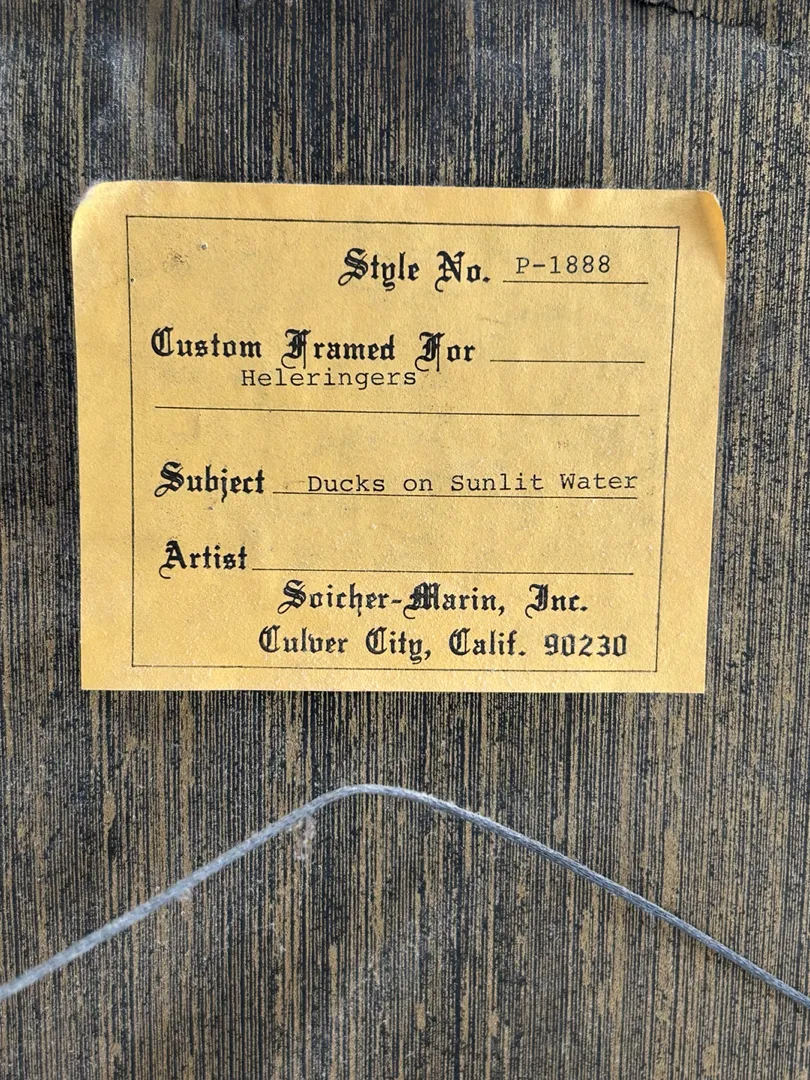 Style No. P-1888
Custom Framed For
Heleringers
Subject Ducks on Sunlit Water
Artist
Soicher-Marin, Inc.
Culver City, Calif. 90230